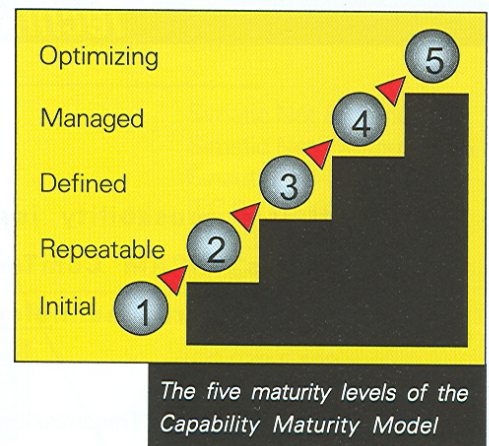 Optimizing
5
Managed
4
Defined
3
Repeatable
2
Initial
1
The five maturity levels of the
Capability Maturity Model